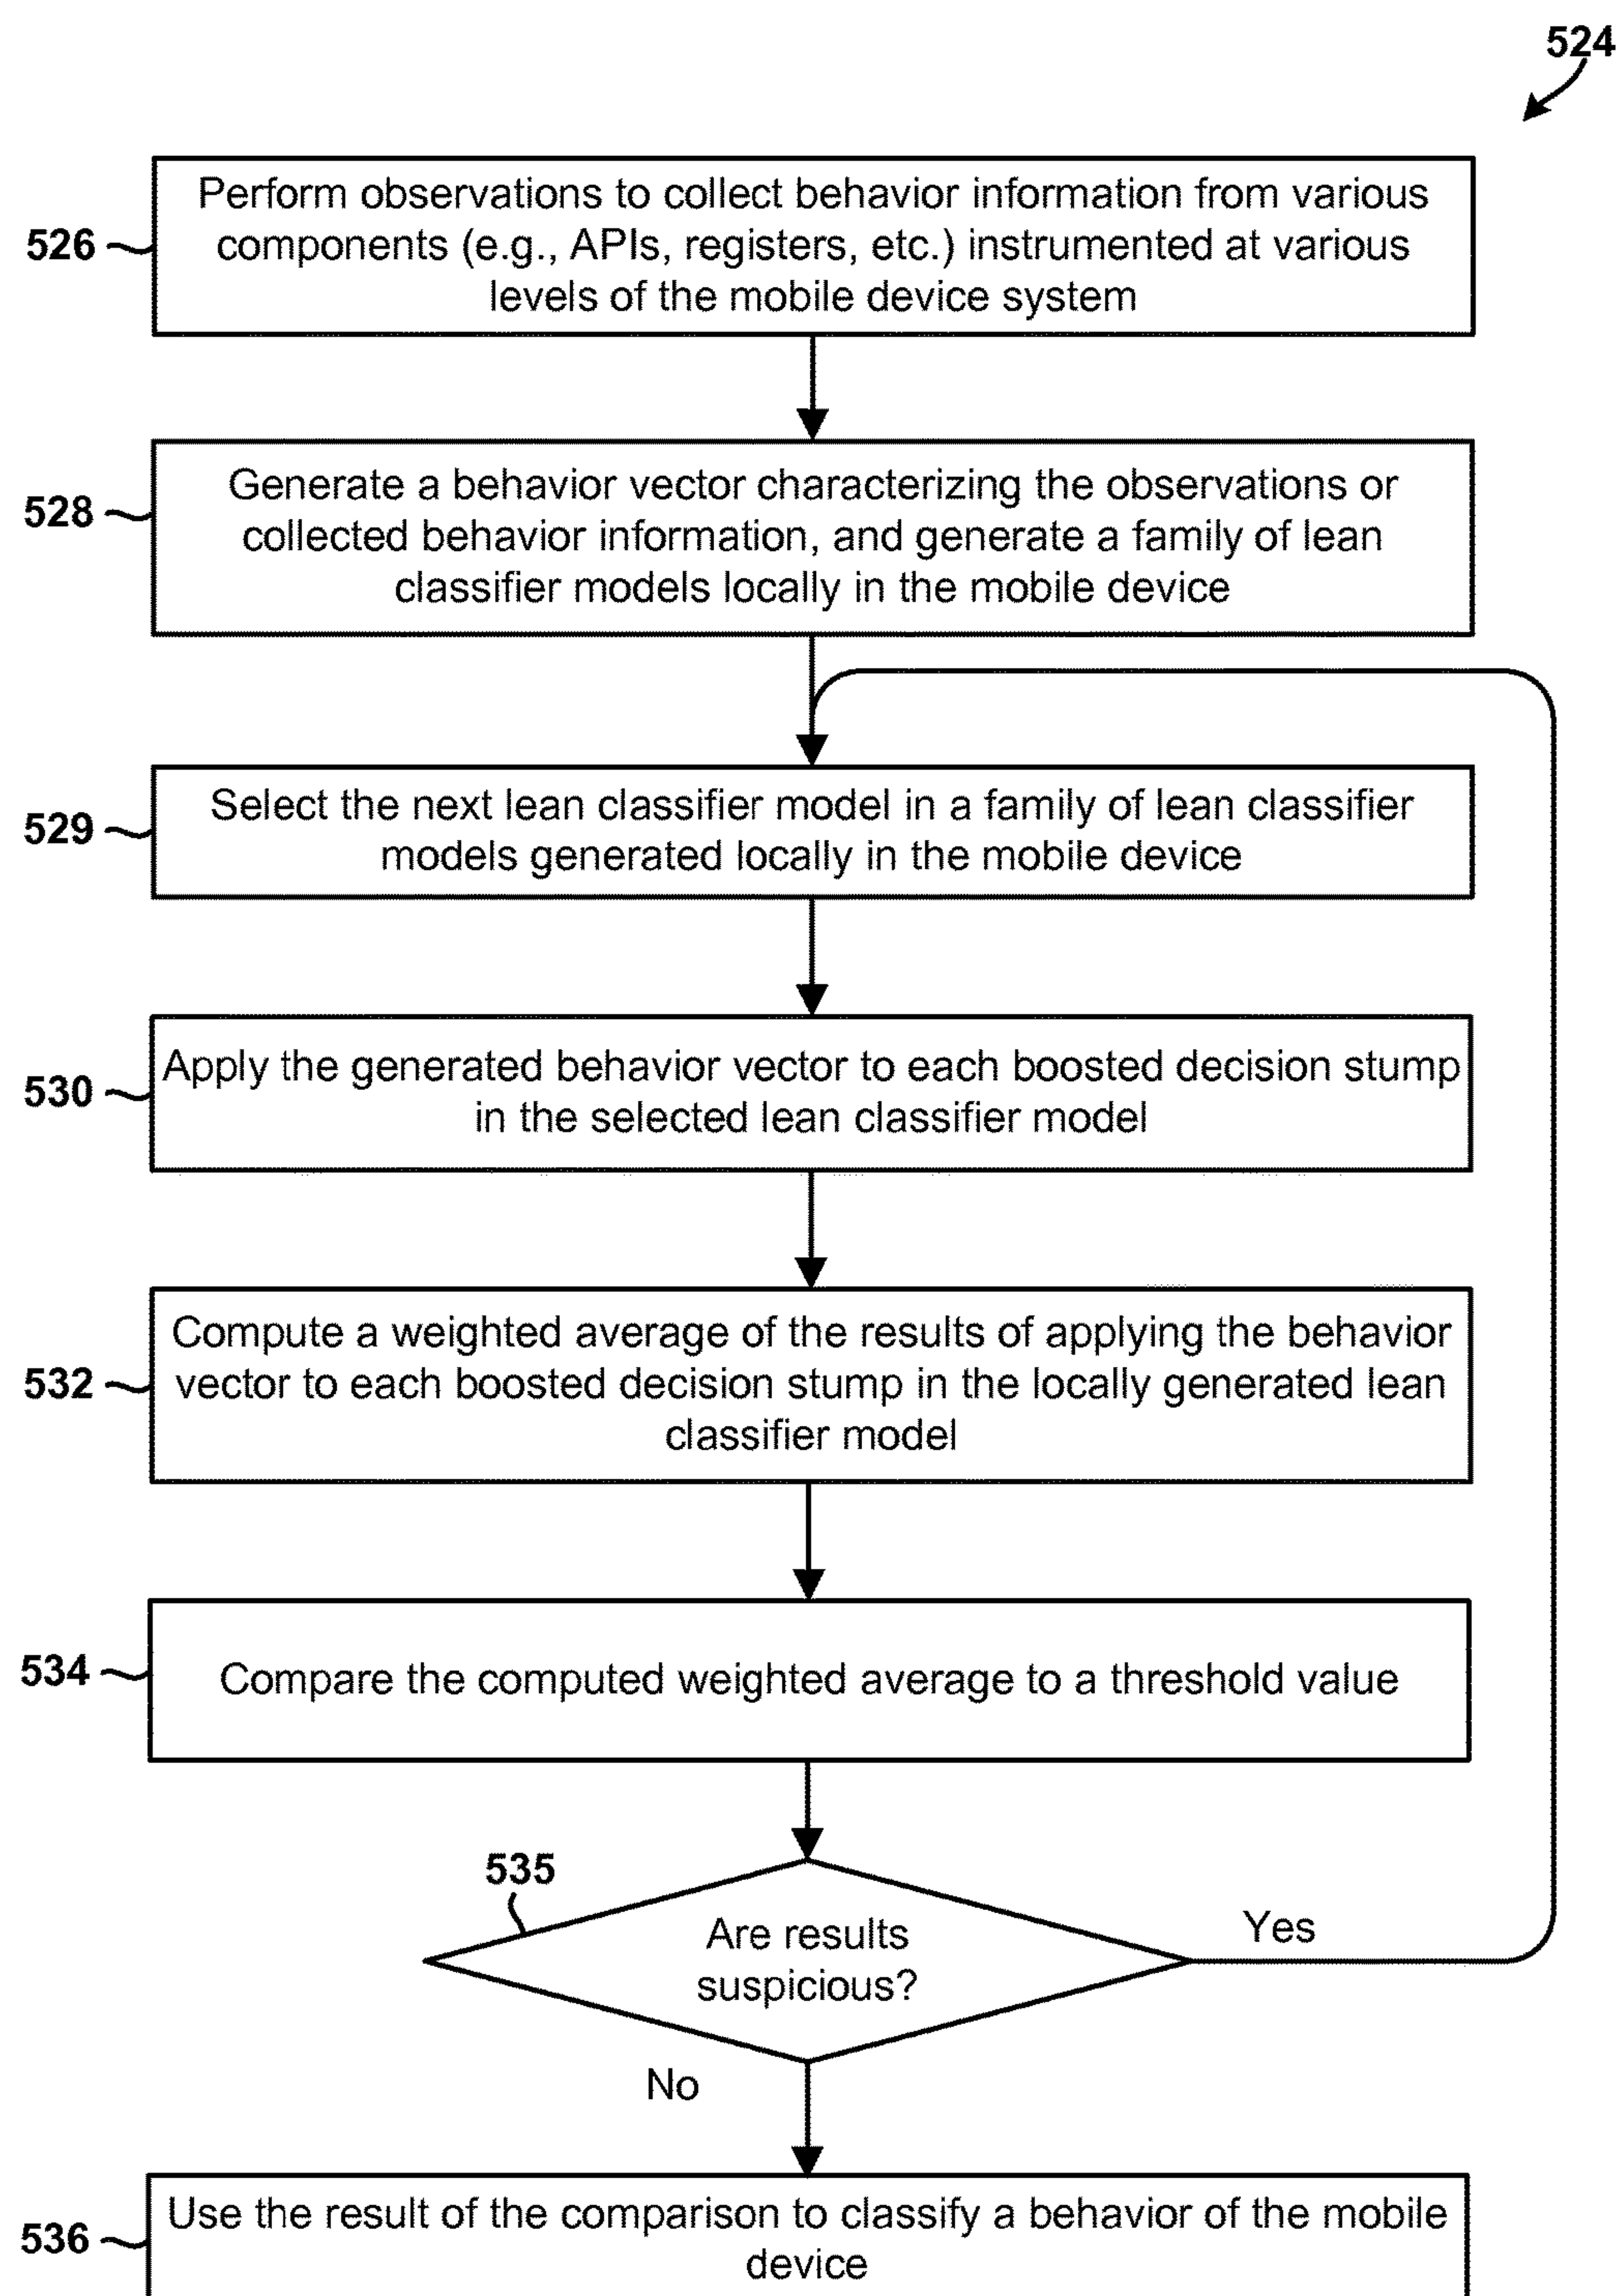 524
Perform observations to collect behavior information from various
components (e.g., APIs, registers, etc.) instrumented at various
levels of the mobile device system
526
Generate a behavior vector characterizing the observations or
collected behavior information, and generate a family of lean
classifier models locally in the mobile device
528
Select the next lean classifier model in a family of lean classifier
models generated locally in the mobile device
529
Apply the generated behavior vector to each boosted decision stump
in the selected lean classifier model
530
Compute a weighted average of the results of applying the behavior
vector to each boosted decision stump in the locally generated lean
classifier model
532
Compare the computed weighted average to a threshold value
534
535
Are results
suspicious?
Yes
No
Use the result of the comparison to classify a behavior of the mobile
device
536